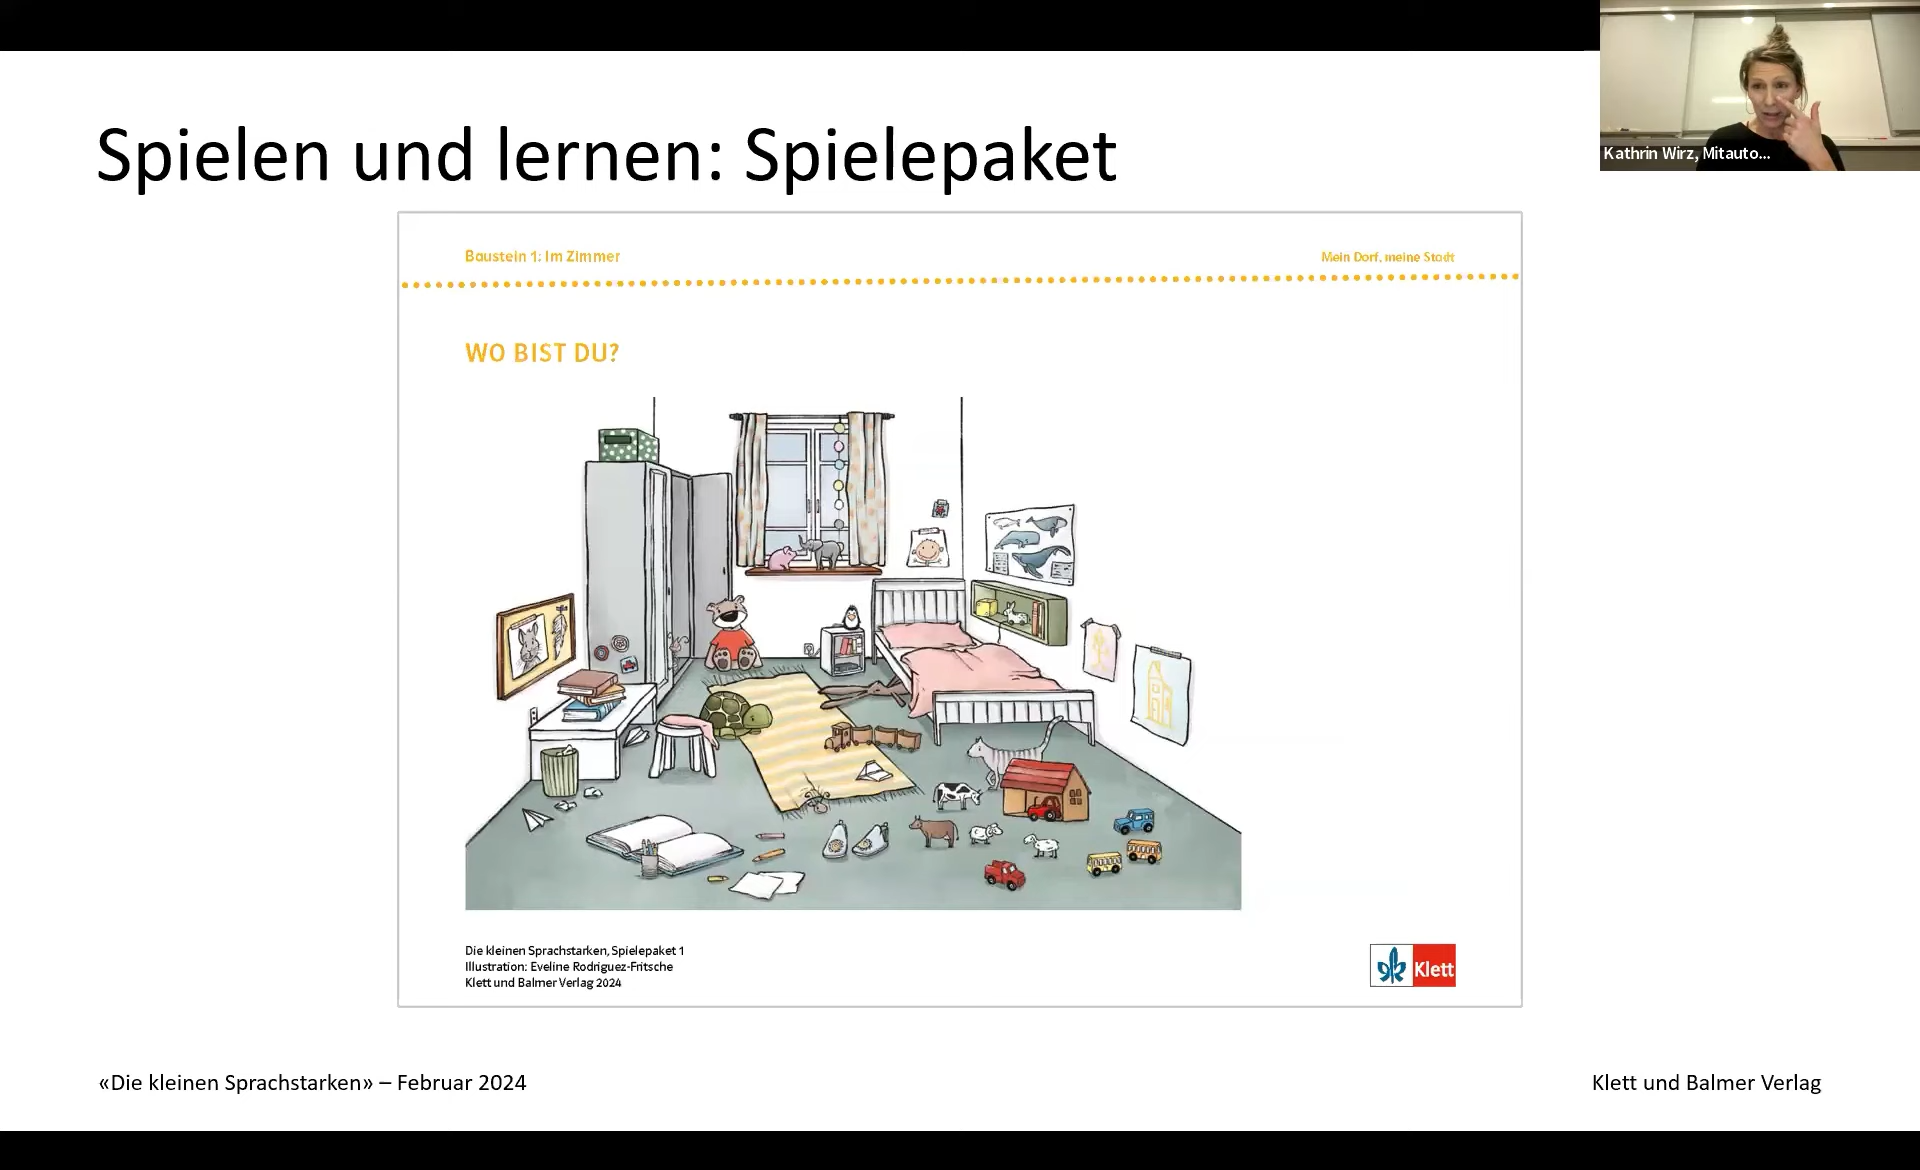 Spielen und lernen: Spielepaket
Kathrin Wirz, Mitauto...
Baustein 1: Im Zimmer
Mein Dorf, meine Stadt
WO BIST DU?
Die kleinen Sprachstarken, Spielepaket 1
Illustration: Eveline Rodriguez-Fritsche
Klett und Balmer Verlag 2024
Klett
«Die kleinen Sprachstarken» – Februar 2024
Klett und Balmer Verlag